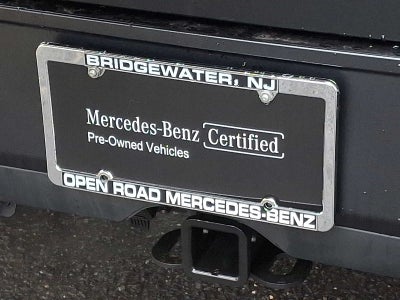 BRIDGEWATER, NJ
Mercedes-Benz Certified
Pre-Owned Vehicles
OPEN ROAD MERCEDES-BENZ